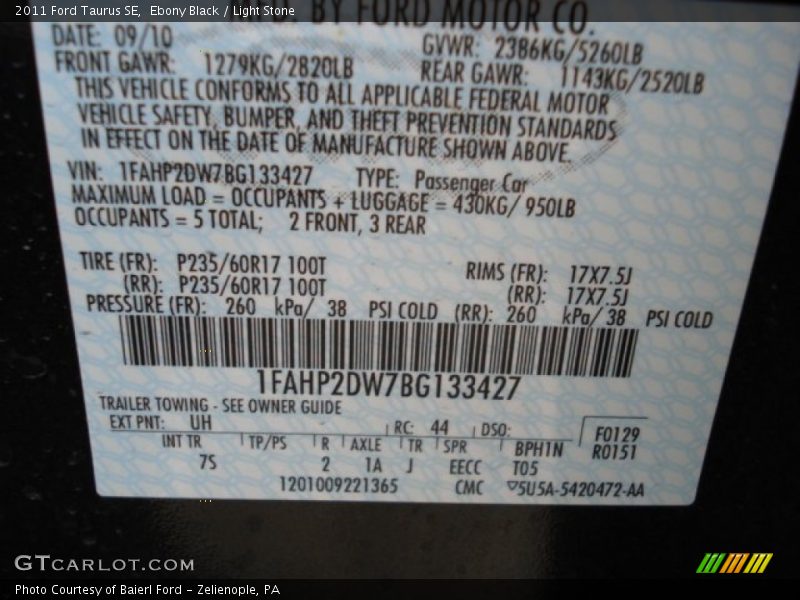 2011 Ford Taurus SE, Ebony Black / Light Stone
BY FORD MOTOR CO.
DATE: 09/10 GVWR: 2386KG/5260LB
FRONT GAWR: 1279KG/2820LB REAR GAWR: 1143KG/2520LB
THIS VEHICLE CONFORMS TO ALL APPLICABLE FEDERAL MOTOR
VEHICLE SAFETY, BUMPER, AND THEFT PREVENTION STANDARDS
IN EFFECT ON THE DATE OF MANUFACTURE SHOWN ABOVE.
VIN: 1FAHP2DW7BG133427 TYPE: Passenger Car
MAXIMUM LOAD = OCCUPANTS + LUGGAGE = 430KG/ 950LB
OCCUPANTS = 5 TOTAL; 2 FRONT, 3 REAR
TIRE (FR): P235/60R17 100T RIMS (FR): 17X7.5J
(RR): P235/60R17 100T (RR): 17X7.5J
PRESSURE (FR): 260 kPa/ 38 PSI COLD (RR): 260 kPa/ 38 PSI COLD
1FAHP2DW7BG133427
TRAILER TOWING - SEE OWNER GUIDE
EXT PNT: UH RC: 44 DSO: F0129
INT TR TP/PS R AXLE TR SPR BPH1N R0151
7S 2 1A J EECC T05
1201009221365 CMC 5U5A-5420472-AA
GTCARLOT.COM
Photo Courtesy of Baierl Ford - Zelienople, PA